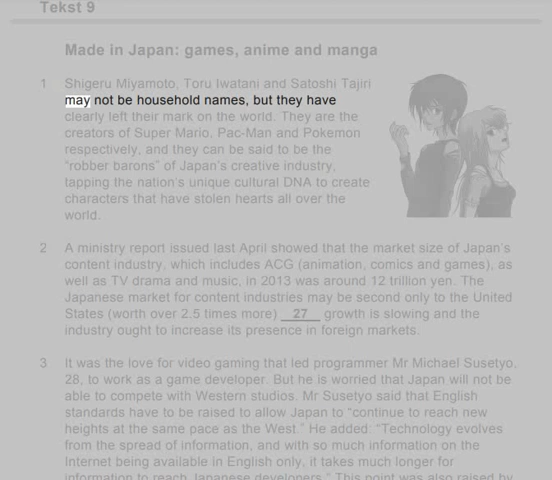 Tekst 9
Made in Japan: games, anime and manga
1 Shigeru Miyamoto, Toru Iwatani and Satoshi Tajiri
may not be household names, but they have
clearly left their mark on the world. They are the
creators of Super Mario, Pac-Man and Pokemon
respectively, and they can be said to be the
“robber barons” of Japan's creative industry,
tapping the nation's unique cultural DNA to create
characters that have stolen hearts all over the
world.
2 A ministry report issued last April showed that the market size of Japan's
content industry, which includes ACG (animation, comics and games), as
well as TV drama and music, in 2013 was around 12 trillion yen. The
Japanese market for content industries may be second only to the United
States (worth over 2.5 times more) 27 growth is slowing and the
industry ought to increase its presence in foreign markets.
3 It was the love for video gaming that led programmer Mr Michael Susetyo,
28, to work as a game developer. But he is worried that Japan will not be
able to compete with Western studios. Mr Susetyo said that English
standards have to be raised to allow Japan to “continue to reach new
heights at the same pace as the West.” He added: “Technology evolves
from the spread of information, and with so much information on the
Internet being available in English only, it takes much longer for
information to reach Japanese developers.” This point was also raised by